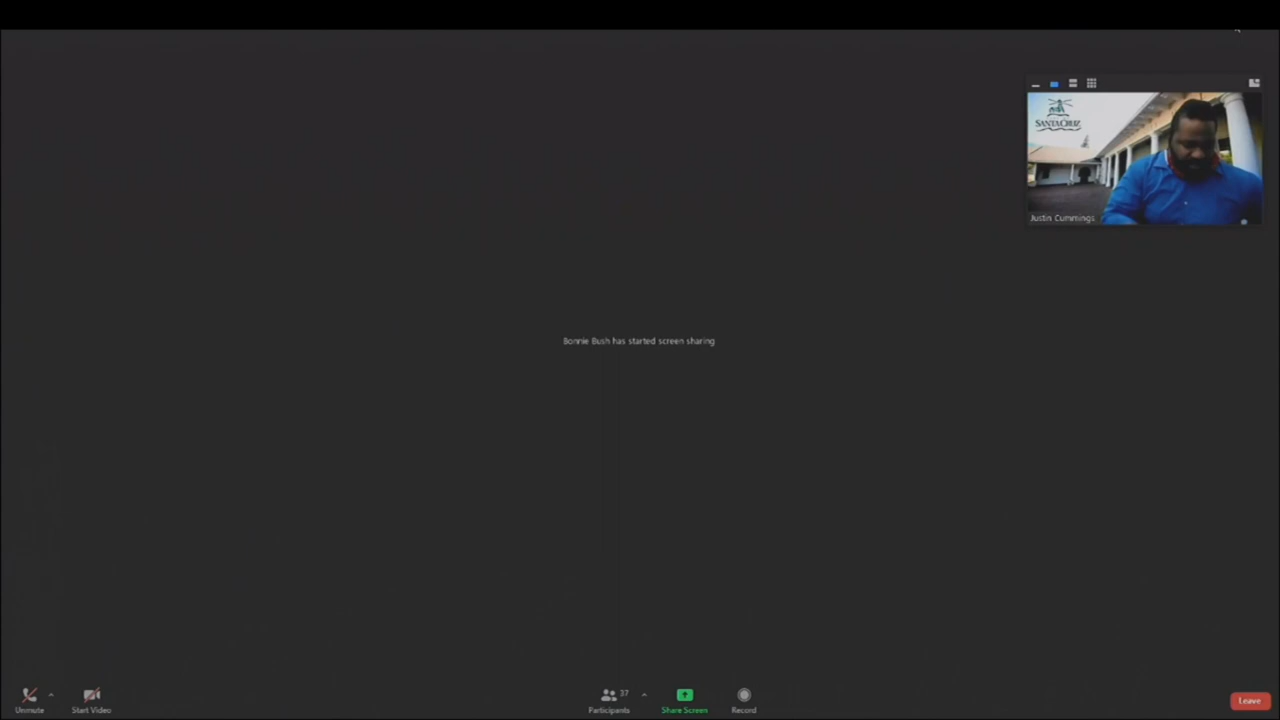 SANTA CRUZ
Justin Cummings
Bonnie Bush has started screen sharing
Unmute
Start Video
37
Participants
Share Screen
Record
Leave